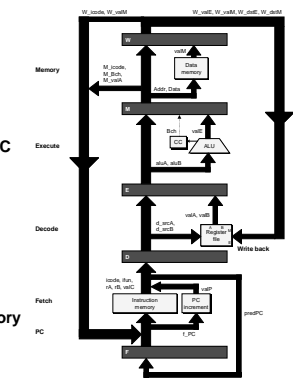 W_icode, W_valM
W_valE, W_valM, W_dstE, W_dstM
W
valM
Memory
Data
memory
M_icode,
M_Bch,
M_valA
Addr, Data
M
Bch
valE
C
Execute
CC
ALU
aluA, aluB
E
valA, valB
Decode
d_srcA,
d_srcB
A B
M
Register
file
E
Write back
D
icode, ifun,
rA, rB, valC
valP
Fetch
Instruction
memory
PC
increment
predPC
ory
PC
f_PC
F